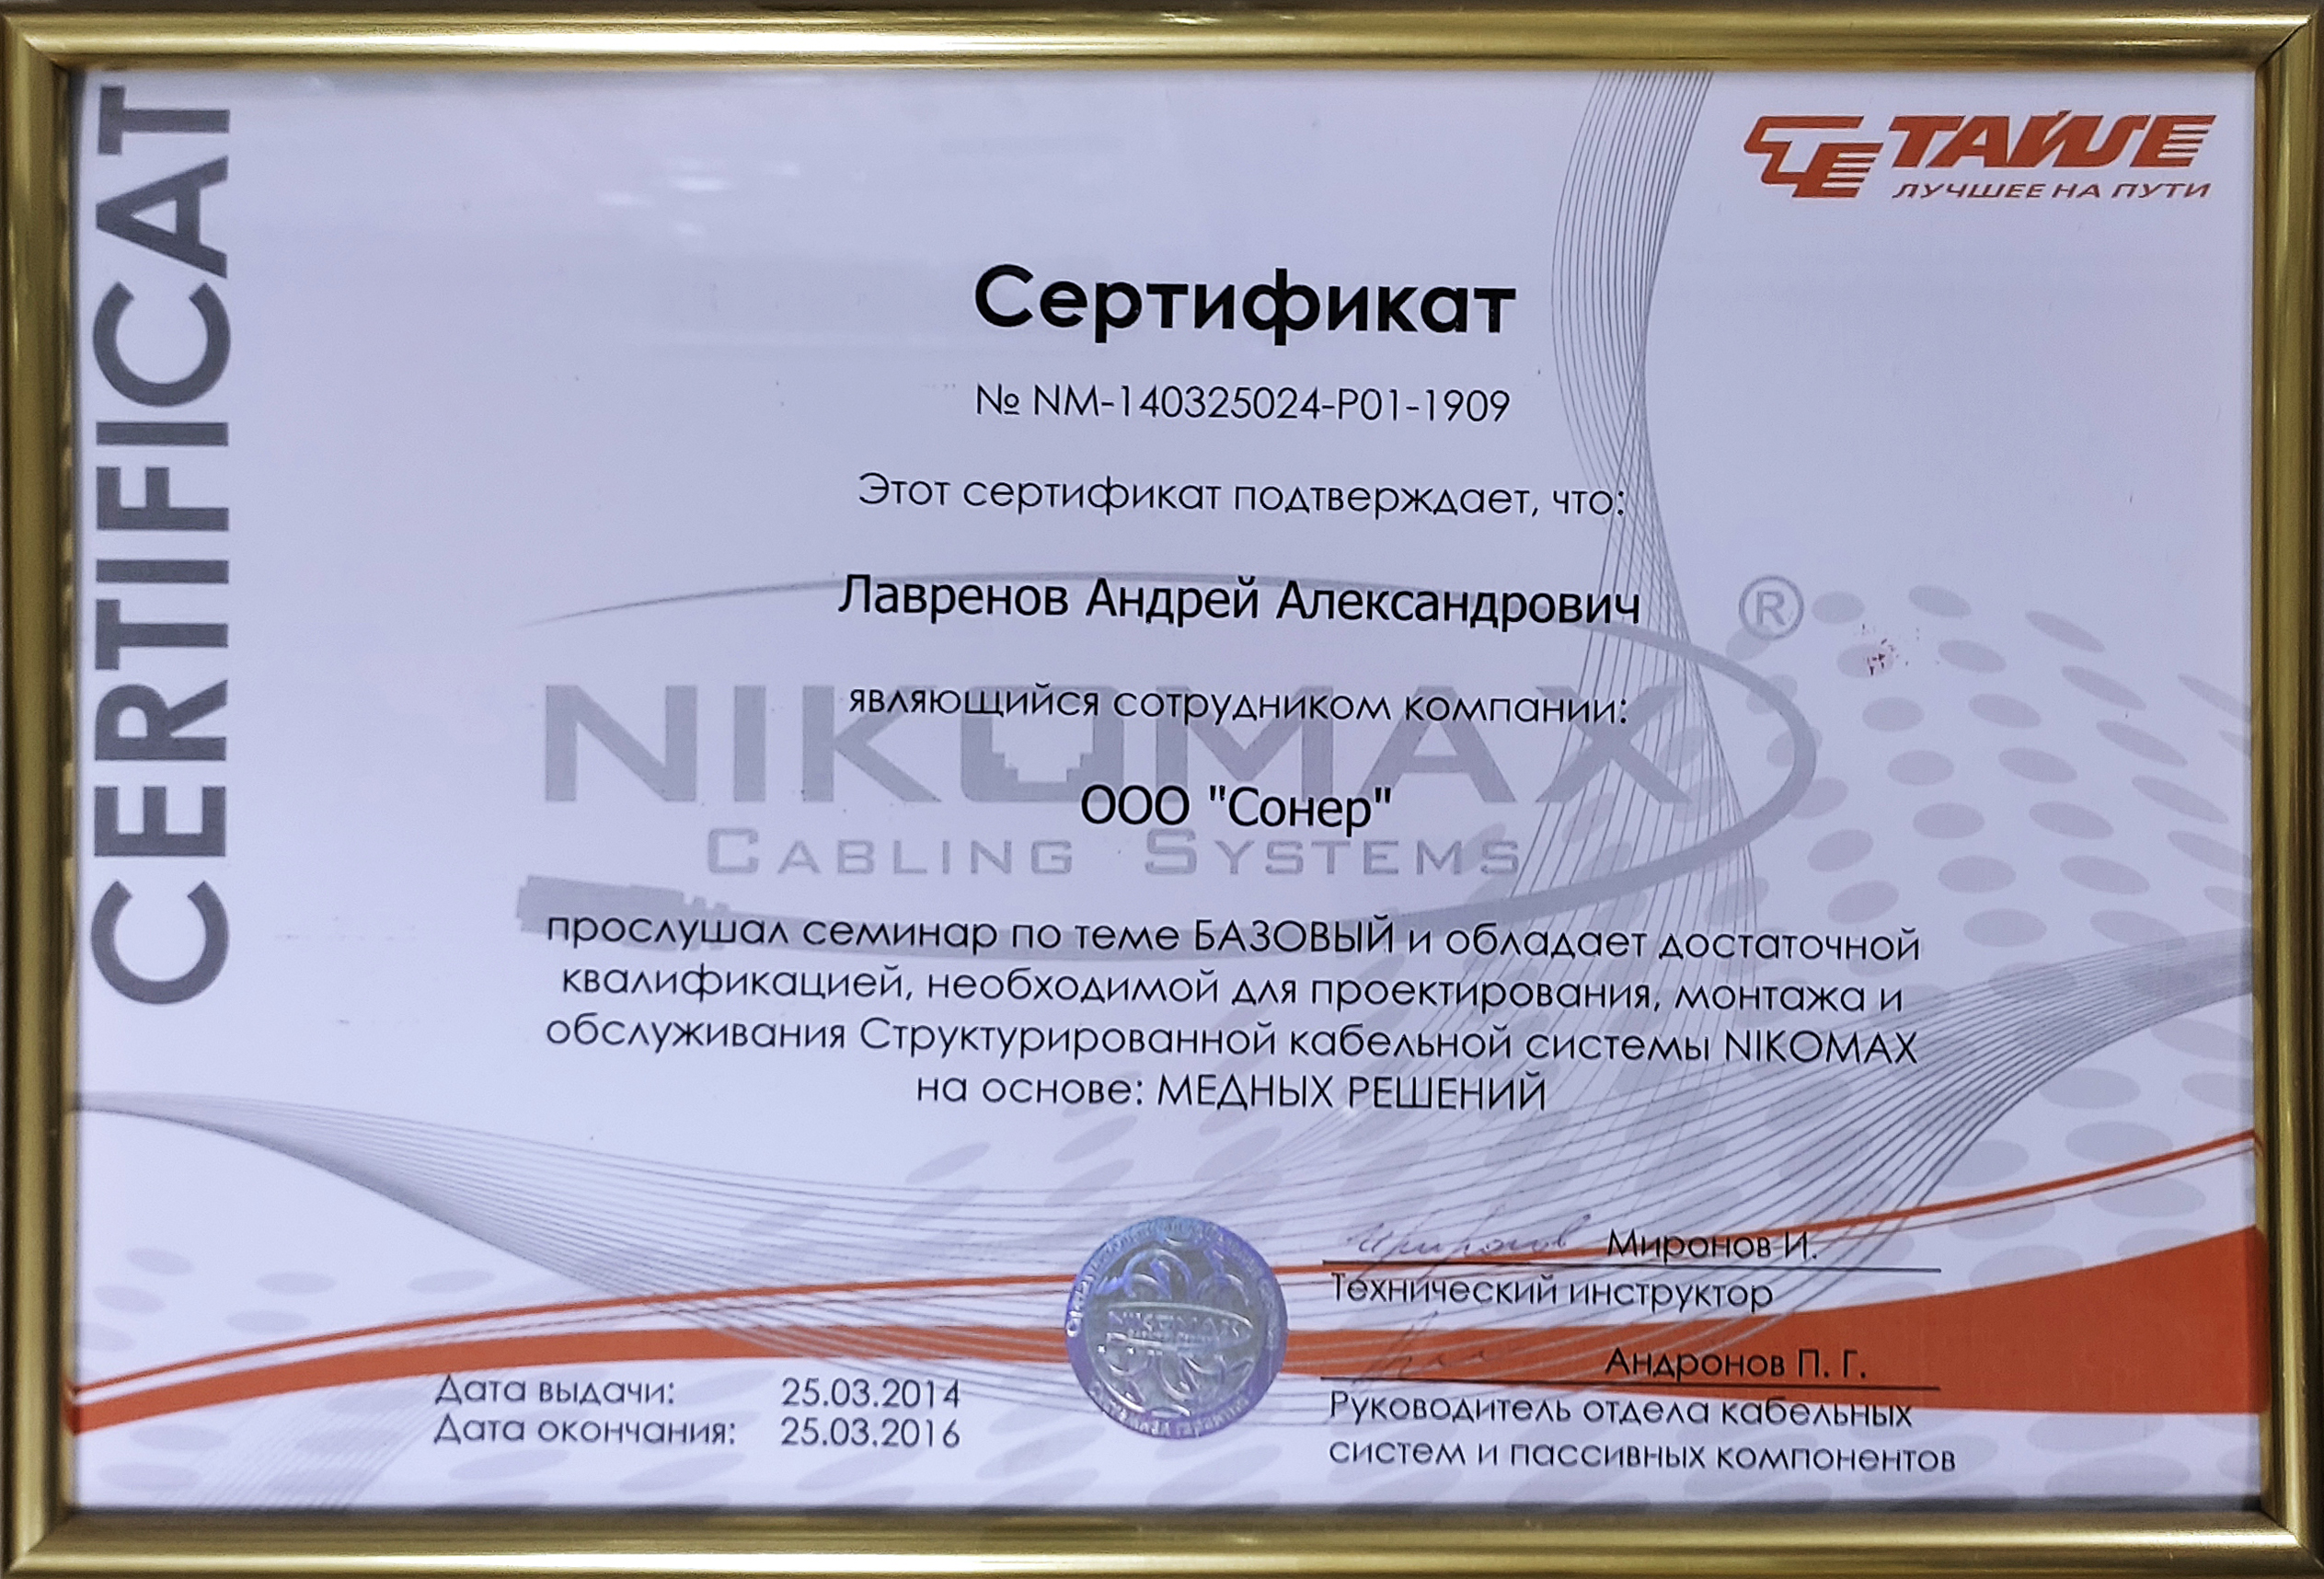 CERTIFICAT
ТАЙЛЕ
ЛУЧШЕЕ НА ПУТИ
Сертификат
№ NM-140325024-P01-1909
Этот сертификат подтверждает, что:
Лавренов Андрей Александрович
®
являющийся сотрудником компании:
NIKOMAX
ООО "Сонер"
CABLING SYSTEMS
прослушал семинар по теме БАЗОВЫЙ и обладает достаточной
квалификацией, необходимой для проектирования, монтажа и
обслуживания Структурированной кабельной системы NIKOMAX
на основе: МЕДНЫХ РЕШЕНИЙ
Миронов И.
Технический инструктор
Андронов П. Г.
Руководитель отдела кабельных
систем и пассивных компонентов
Дата выдачи: 25.03.2014
Дата окончания: 25.03.2016
NIKOMAX